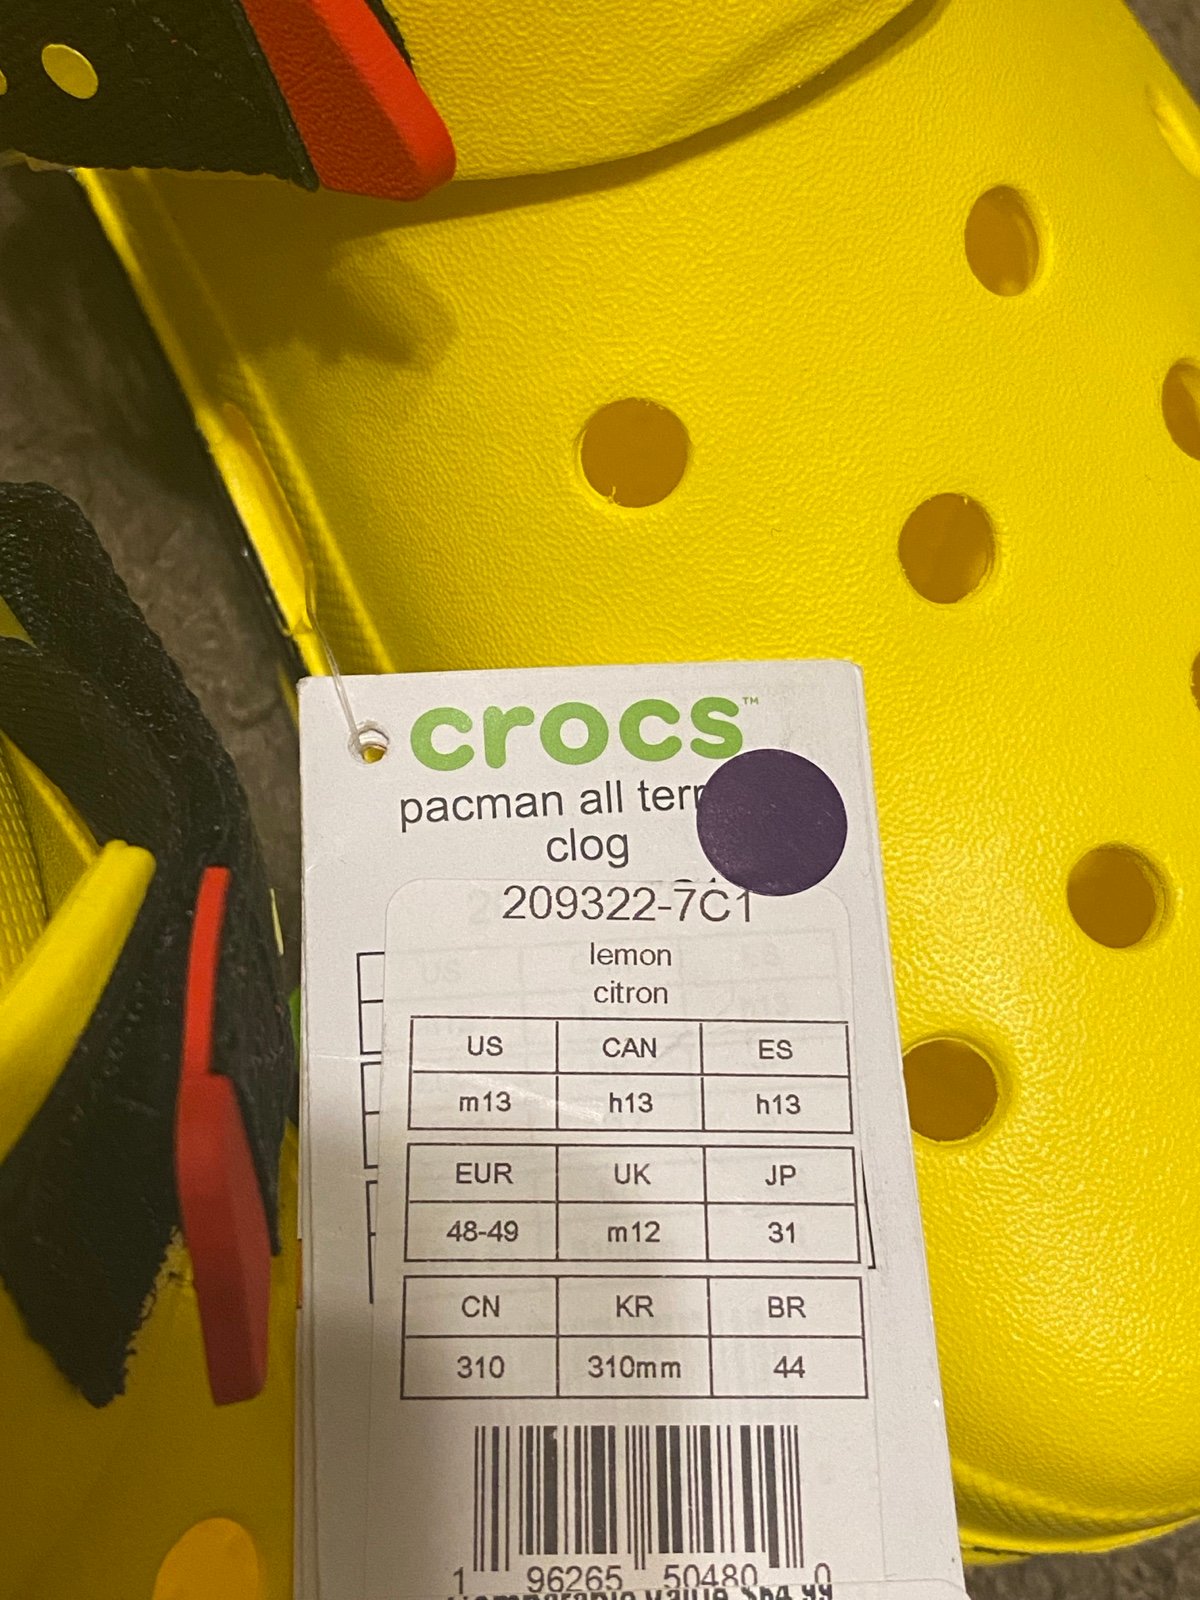 crocs™
pacman all terr
clog
209322-7C1
lemon
citron
US CAN ES
m13 h13 h13
EUR UK JP
48-49 m12 31
CN KR BR
310 310mm 44
1 96265 50480 0